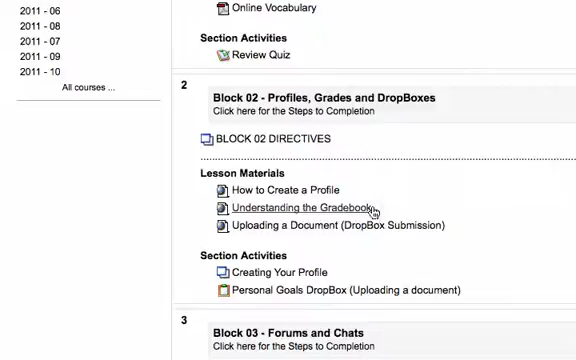 2011 - 06
2011 - 08
2011 - 07
2011 - 09
2011 - 10
All courses ...
Online Vocabulary
Section Activities
Review Quiz
2
Block 02 - Profiles, Grades and DropBoxes
Click here for the Steps to Completion
BLOCK 02 DIRECTIVES
Lesson Materials
How to Create a Profile
Understanding the Gradebook
Uploading a Document (DropBox Submission)
Section Activities
Creating Your Profile
Personal Goals DropBox (Uploading a document)
3
Block 03 - Forums and Chats
Click here for the Steps to Completion